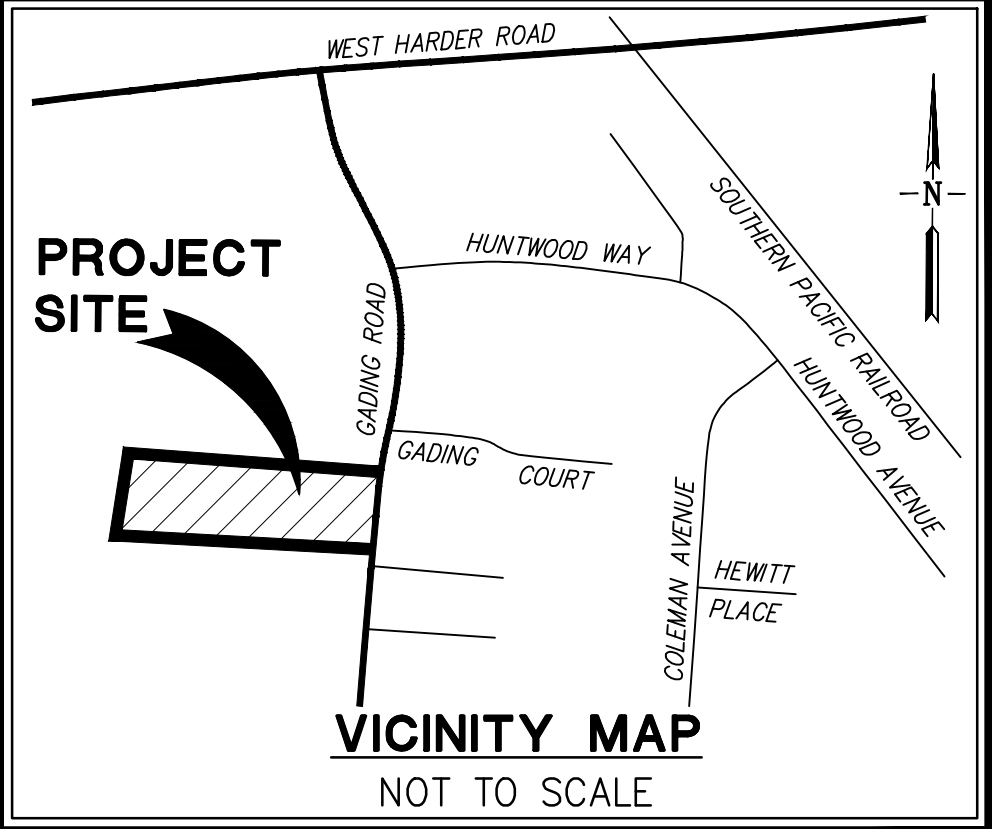 WEST HARDER ROAD
N
SOUTHERN PACIFIC RAILROAD
PROJECT
SITE
HUNTWOOD WAY
GADING ROAD
HUNTWOOD AVENUE
GADING
COURT
COLEMAN AVENUE
HEWITT
PLACE
VICINITY MAP
NOT TO SCALE